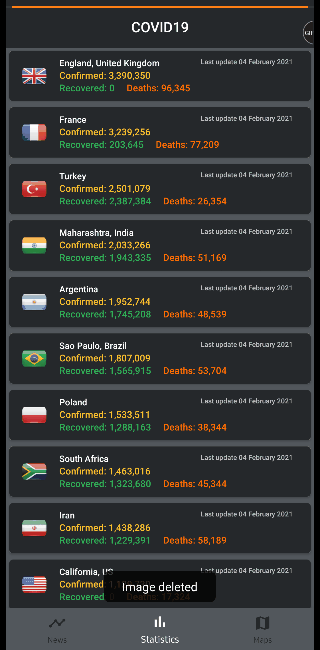 COVID19
England, United Kingdom
Last update 04 February 2021
Confirmed: 3,390,350
Recovered: 0 Deaths: 96,345
France
Last update 04 February 2021
Confirmed: 3,239,256
Recovered: 203,645 Deaths: 77,209
Turkey
Last update 04 February 2021
Confirmed: 2,501,079
Recovered: 2,387,384 Deaths: 26,354
Maharashtra, India
Last update 04 February 2021
Confirmed: 2,033,266
Recovered: 1,943,335 Deaths: 51,169
Argentina
Last update 04 February 2021
Confirmed: 1,952,744
Recovered: 1,745,208 Deaths: 48,539
Sao Paulo, Brazil
Last update 04 February 2021
Confirmed: 1,807,009
Recovered: 1,565,915 Deaths: 53,704
Poland
Last update 04 February 2021
Confirmed: 1,533,511
Recovered: 1,288,163 Deaths: 38,344
South Africa
Last update 04 February 2021
Confirmed: 1,463,016
Recovered: 1,323,680 Deaths: 45,344
Iran
Last update 04 February 2021
Confirmed: 1,438,286
Recovered: 1,229,391 Deaths: 58,189
California, US
Last update 04 February 2021
Confirmed
Recovered
Image deleted
News
Statistics
Maps